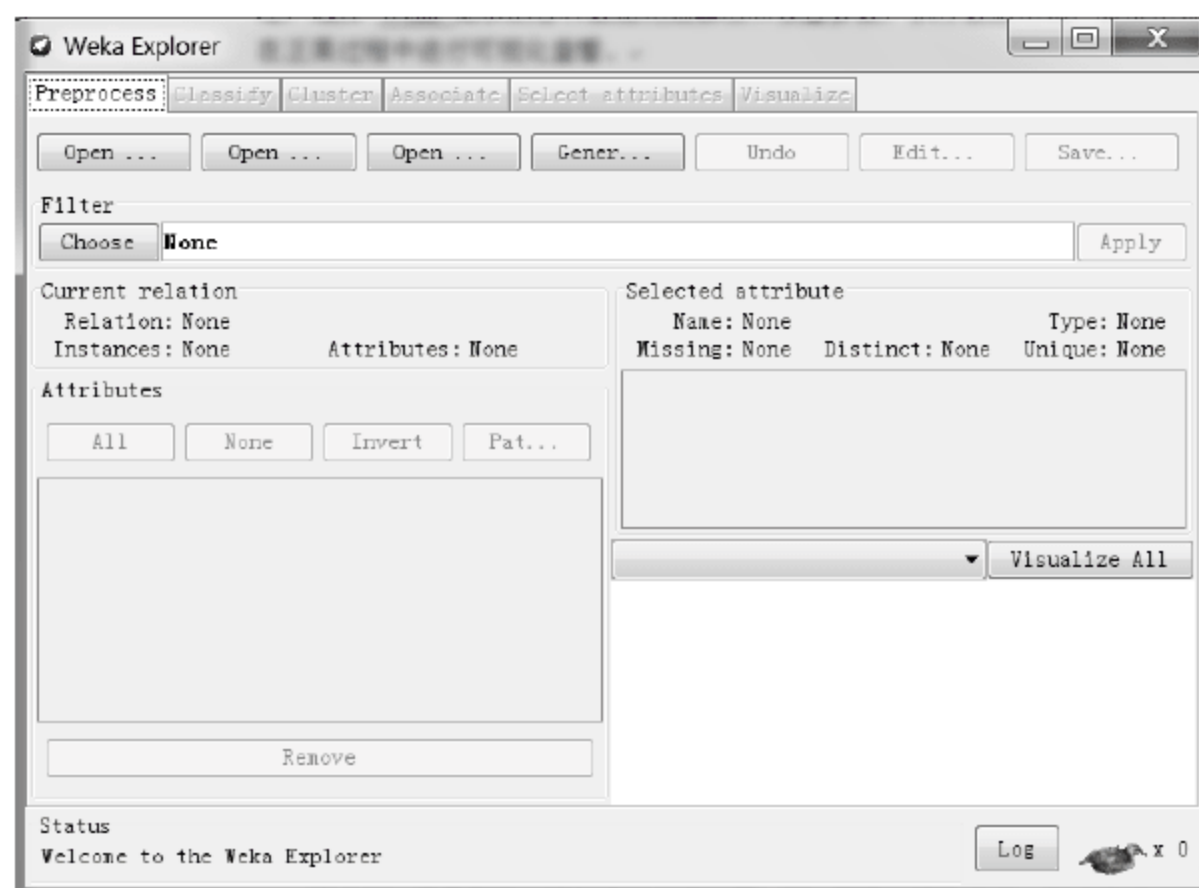 Weka Explorer
Preprocess Classify Cluster Associate Select attributes Visualize
Open ... Open ... Open ... Gener... Undo Edit... Save...
Filter
Choose None Apply
Current relation
Relation: None
Instances: None Attributes: None
Selected attribute
Name: None Type: None
Missing: None Distinct: None Unique: None
Attributes
All None Invert Pat...
Visualize All
Remove
Status
Welcome to the Weka Explorer
Log x 0